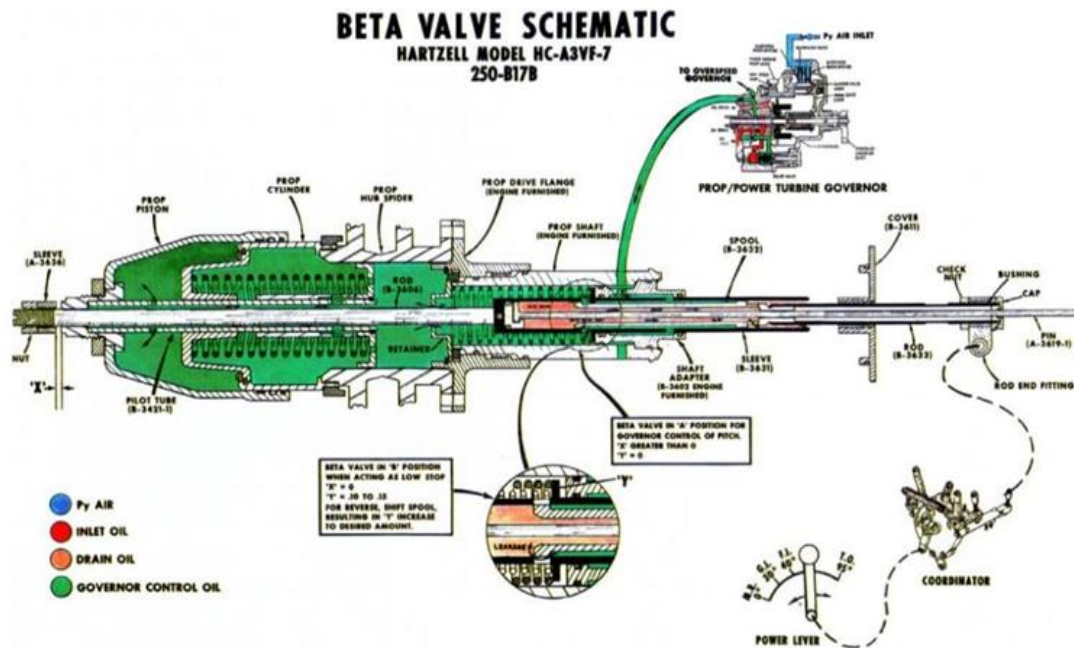 BETA VALVE SCHEMATIC
HARTZELL MODEL HC-A3VF-7
250-B17B
Py AIR INLET
TO OVERSPEED
GOVERNOR
PROP/POWER TURBINE GOVERNOR
PROP
PISTON
PROP
CYLINDER
PROP
HUB SPIDER
PROP DRIVE FLANGE
(ENGINE FURNISHED)
PROP SHAFT
(ENGINE FURNISHED)
SPOOL
(B-3632)
COVER
(B-3611)
SLEEVE
(A-3636)
CHECK
NUT
BUSHING
CAP
ROD
(B-3606)
RETAINER
NUT
"X"
PILOT TUBE
(B-3421-1)
SHAFT
ADAPTER
(B-3602 ENGINE
FURNISHED)
SLEEVE
(B-3631)
ROD
(B-3633)
PIN
(A-3679-1)
ROD END FITTING
BETA VALVE IN "A" POSITION FOR
GOVERNOR CONTROL OF PITCH.
"X" GREATER THAN 0
"Y" = 0
BETA VALVE IN "B" POSITION
WHEN ACTING AS LOW STOP
"X" = 0
"Y" = .10 TO .15
FOR REVERSE, SHIFT SPOOL,
RESULTING IN "Y" INCREASE
TO DESIRED AMOUNT.
"Y"
LEAKAGE
Py AIR
INLET OIL
DRAIN OIL
GOVERNOR CONTROL OIL
COORDINATOR
M.R.
0°
G.I.
30°
F.I.
40°
T.O.
95°
POWER LEVER